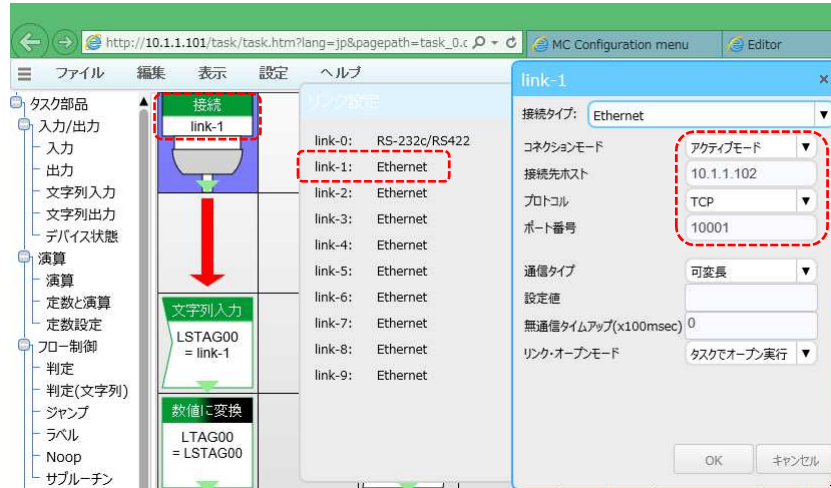 http://10.1.1.101/task/task.htm?lang=jp&pagepath=task_0.c
MC Configuration menu
Editor
ファイル 編集 表示 設定 ヘルプ
タスク部品
入力/出力
入力
出力
文字列入力
文字列出力
デバイス状態
演算
演算
定数と演算
定数設定
フロー制御
判定
判定(文字列)
ジャンプ
ラベル
Noop
サブルーチン
接続
link-1
文字列入力
LSTAG00
= link-1
数値に変換
LTAG00
= LSTAG00
リンク設定
link-0: RS-232c/RS422
link-1: Ethernet
link-2: Ethernet
link-3: Ethernet
link-4: Ethernet
link-5: Ethernet
link-6: Ethernet
link-7: Ethernet
link-8: Ethernet
link-9: Ethernet
link-1
接続タイプ: Ethernet
コネクションモード アクティブモード
接続先ホスト 10.1.1.102
プロトコル TCP
ポート番号 10001
通信タイプ 可変長
設定値
無通信タイムアップ(x100msec) 0
リンク・オープンモード タスクでオープン実行
OK キャンセル